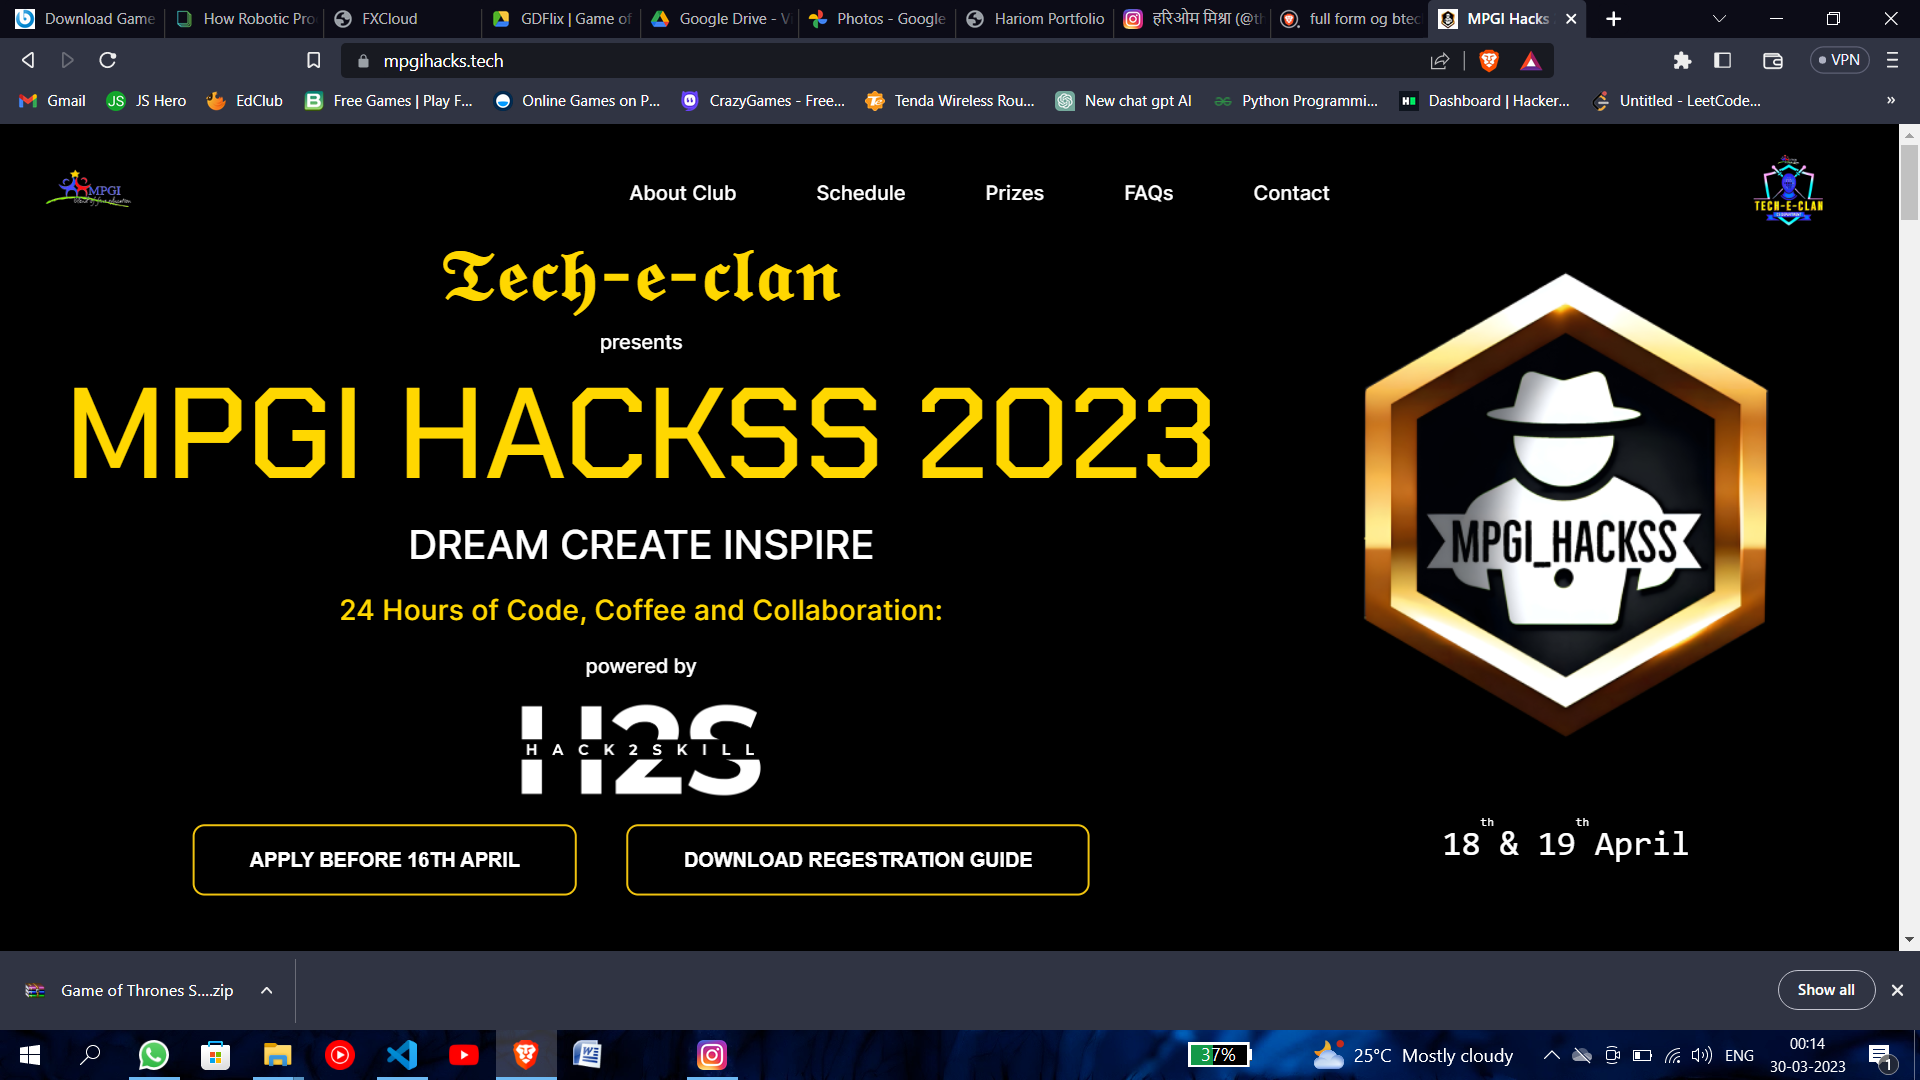 Download Game
How Robotic Pro
FXCloud
GDFlix | Game of
Google Drive - Vi
Photos - Google
Hariom Portfolio
हरिओम मिश्रा (@th
full form og btec
MPGI Hacks
mpgihacks.tech
VPN
Gmail
JS Hero
EdClub
Free Games | Play F...
Online Games on P...
CrazyGames - Free...
Tenda Wireless Rou...
New chat gpt AI
Python Programmi...
Dashboard | Hacker...
Untitled - LeetCode...
MPGI
About Club
Schedule
Prizes
FAQs
Contact
TECH-E-CLAN
Tech-e-clan
presents
MPGI HACKSS 2023
DREAM CREATE INSPIRE
24 Hours of Code, Coffee and Collaboration:
powered by
H2S
HACK2SKILL
APPLY BEFORE 16TH APRIL
DOWNLOAD REGESTRATION GUIDE
MPGI_HACKSS
18th & 19th April
Game of Thrones S....zip
Show all
37%
25°C Mostly cloudy
ENG
00:14
30-03-2023
1